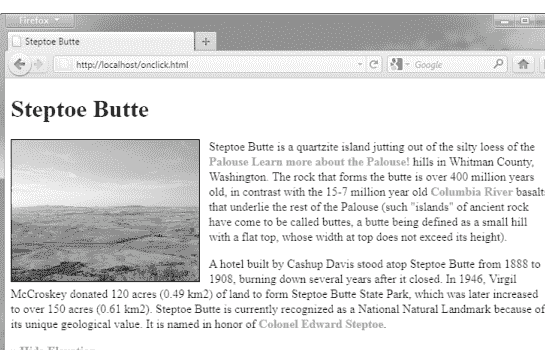 Firefox
Steptoe Butte
http://localhost/onclick.html
Google
Steptoe Butte
Steptoe Butte is a quartzite island jutting out of the silty loess of the
Palouse Learn more about the Palouse! hills in Whitman County,
Washington. The rock that forms the butte is over 400 million years
old, in contrast with the 15-7 million year old Columbia River basalts
that underlie the rest of the Palouse (such "islands" of ancient rock
have come to be called buttes, a butte being defined as a small hill
with a flat top, whose width at top does not exceed its height).
A hotel built by Cashup Davis stood atop Steptoe Butte from 1888 to
1908, burning down several years after it closed. In 1946, Virgil
McCroskey donated 120 acres (0.49 km2) of land to form Steptoe Butte State Park, which was later increased
to over 150 acres (0.61 km2). Steptoe Butte is currently recognized as a National Natural Landmark because of
its unique geological value. It is named in honor of Colonel Edward Steptoe.
Hide Elevation